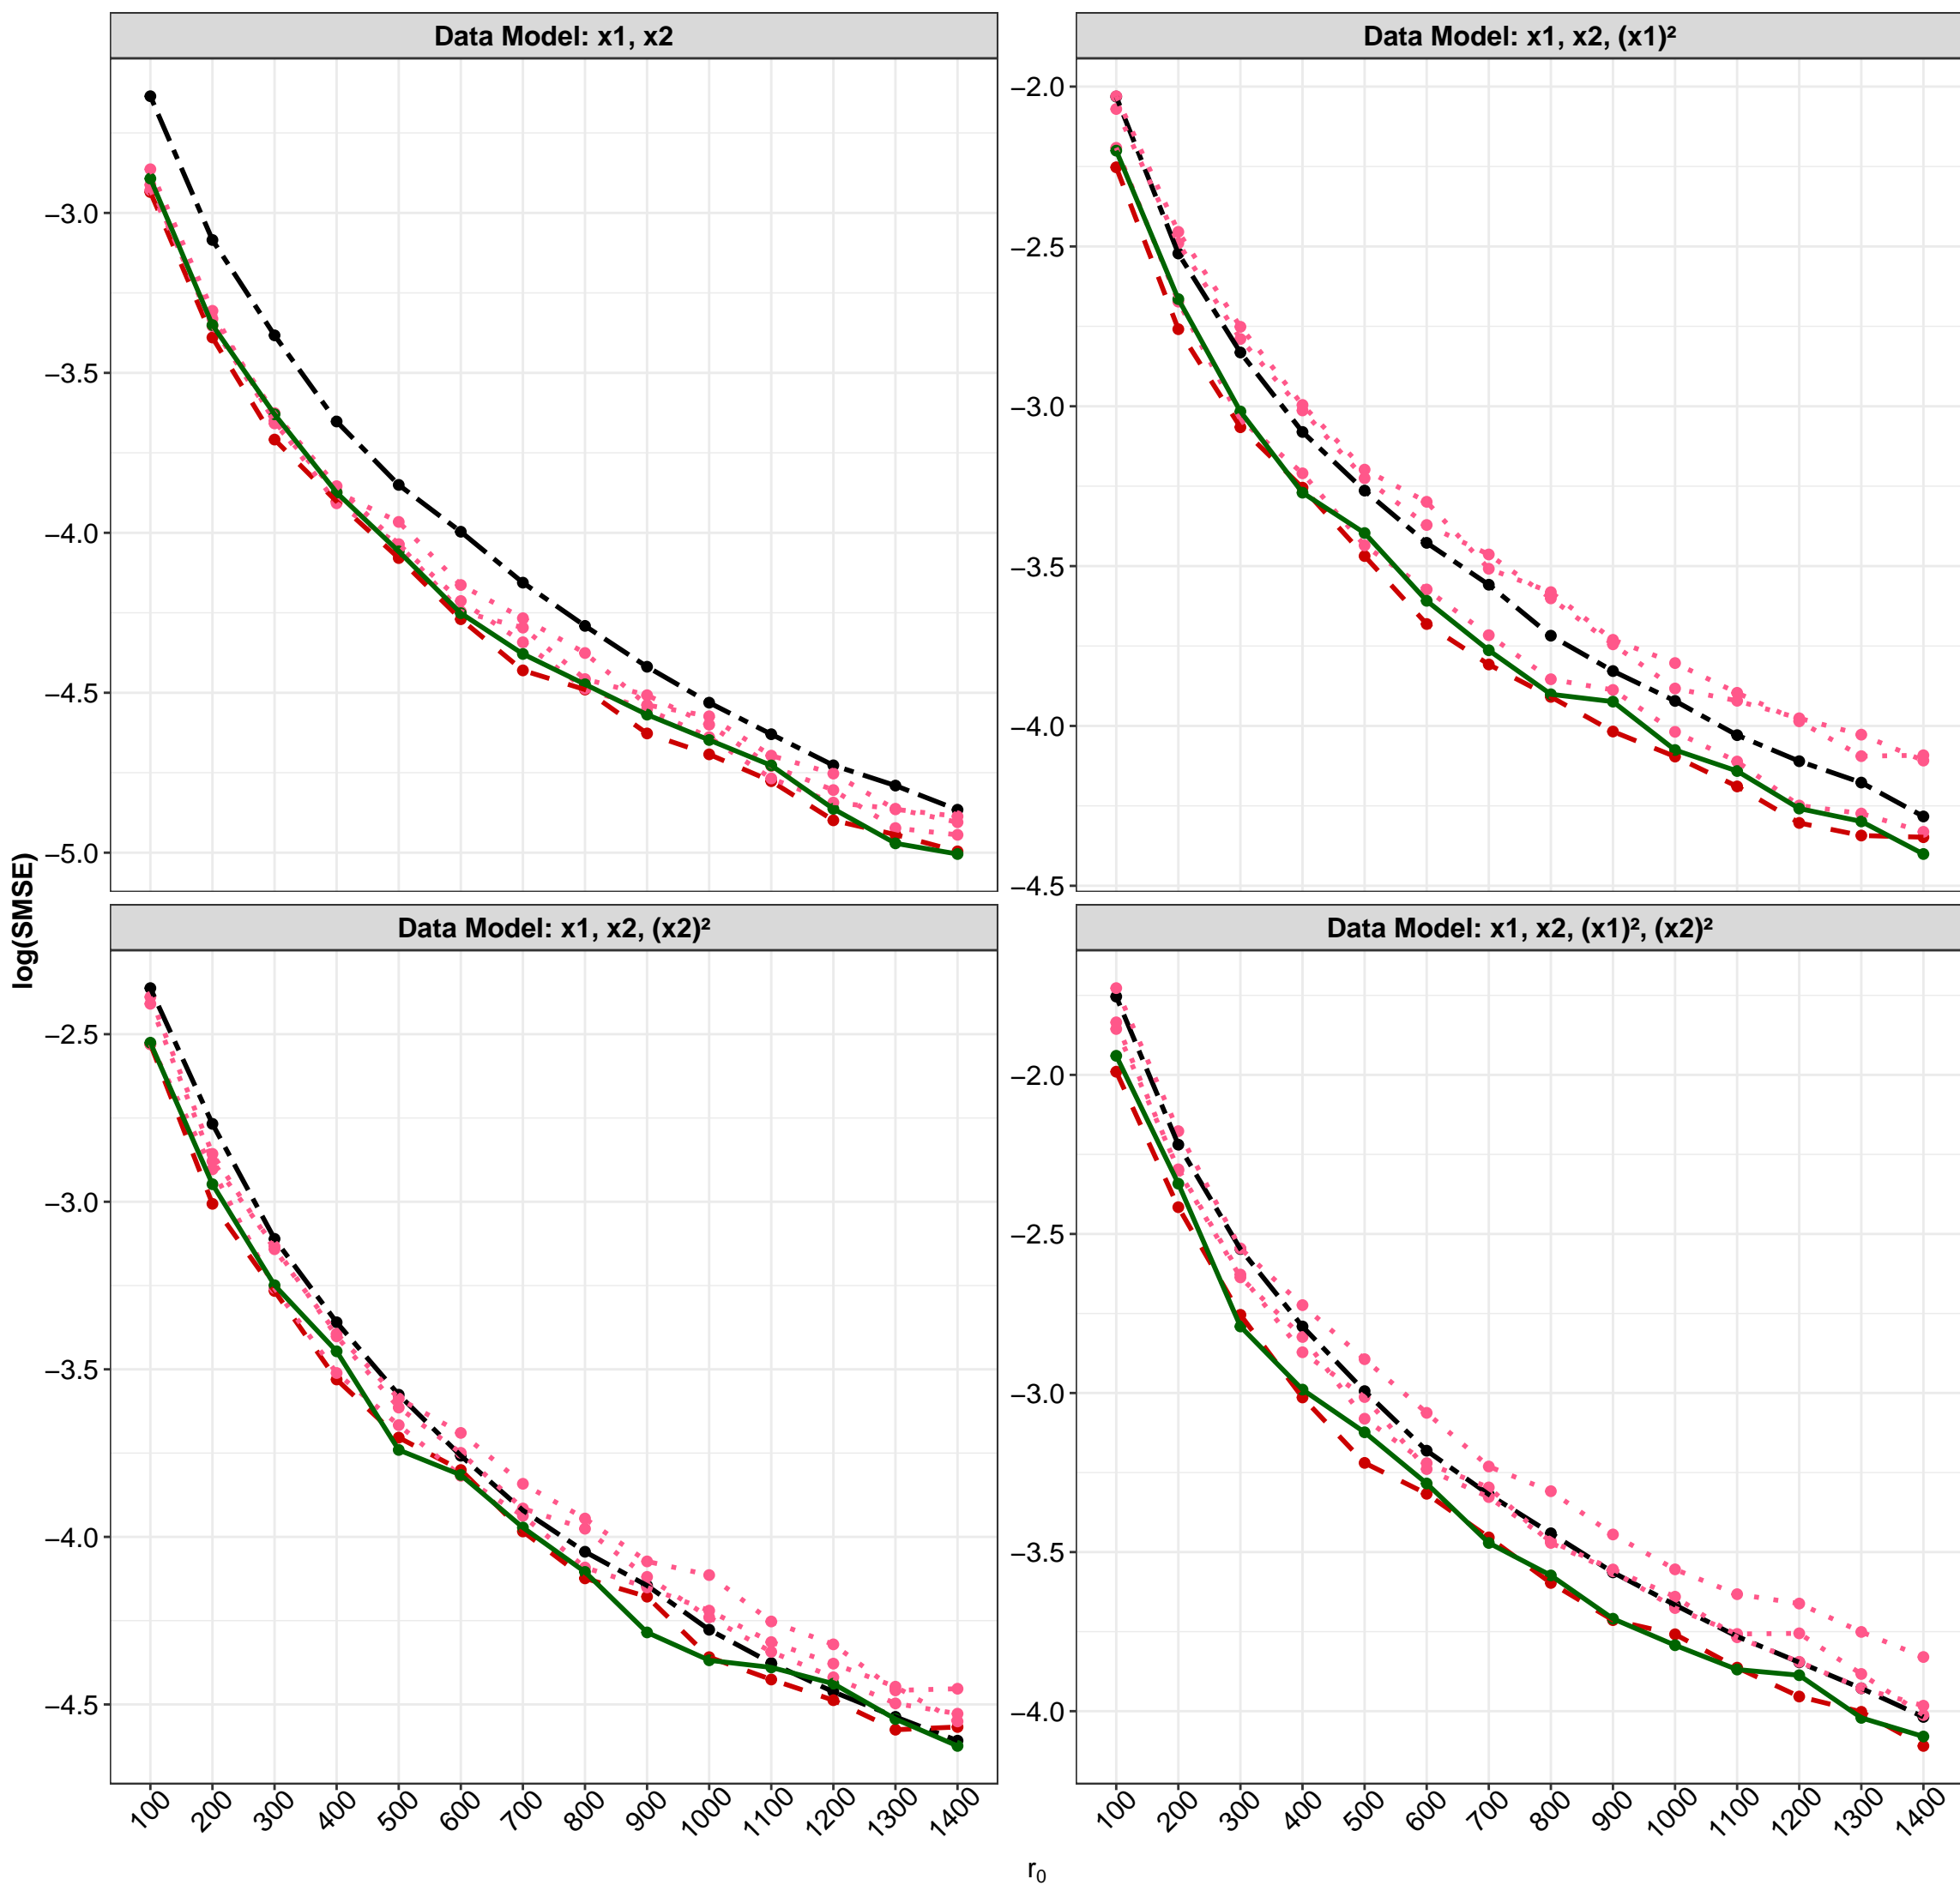 Data Model: x1, x2
Data Model: x1, x2, (x1)²
−3.0
−3.5
−4.0
−4.5
−5.0
−2.0
−2.5
−3.0
−3.5
−4.0
−4.5
log(SMSE)
Data Model: x1, x2, (x2)²
Data Model: x1, x2, (x1)², (x2)²
−2.5
−3.0
−3.5
−4.0
−4.5
−2.0
−2.5
−3.0
−3.5
−4.0
100 200 300 400 500 600 700 800 900 1000 1100 1200 1300 1400
100 200 300 400 500 600 700 800 900 1000 1100 1200 1300 1400
r₀